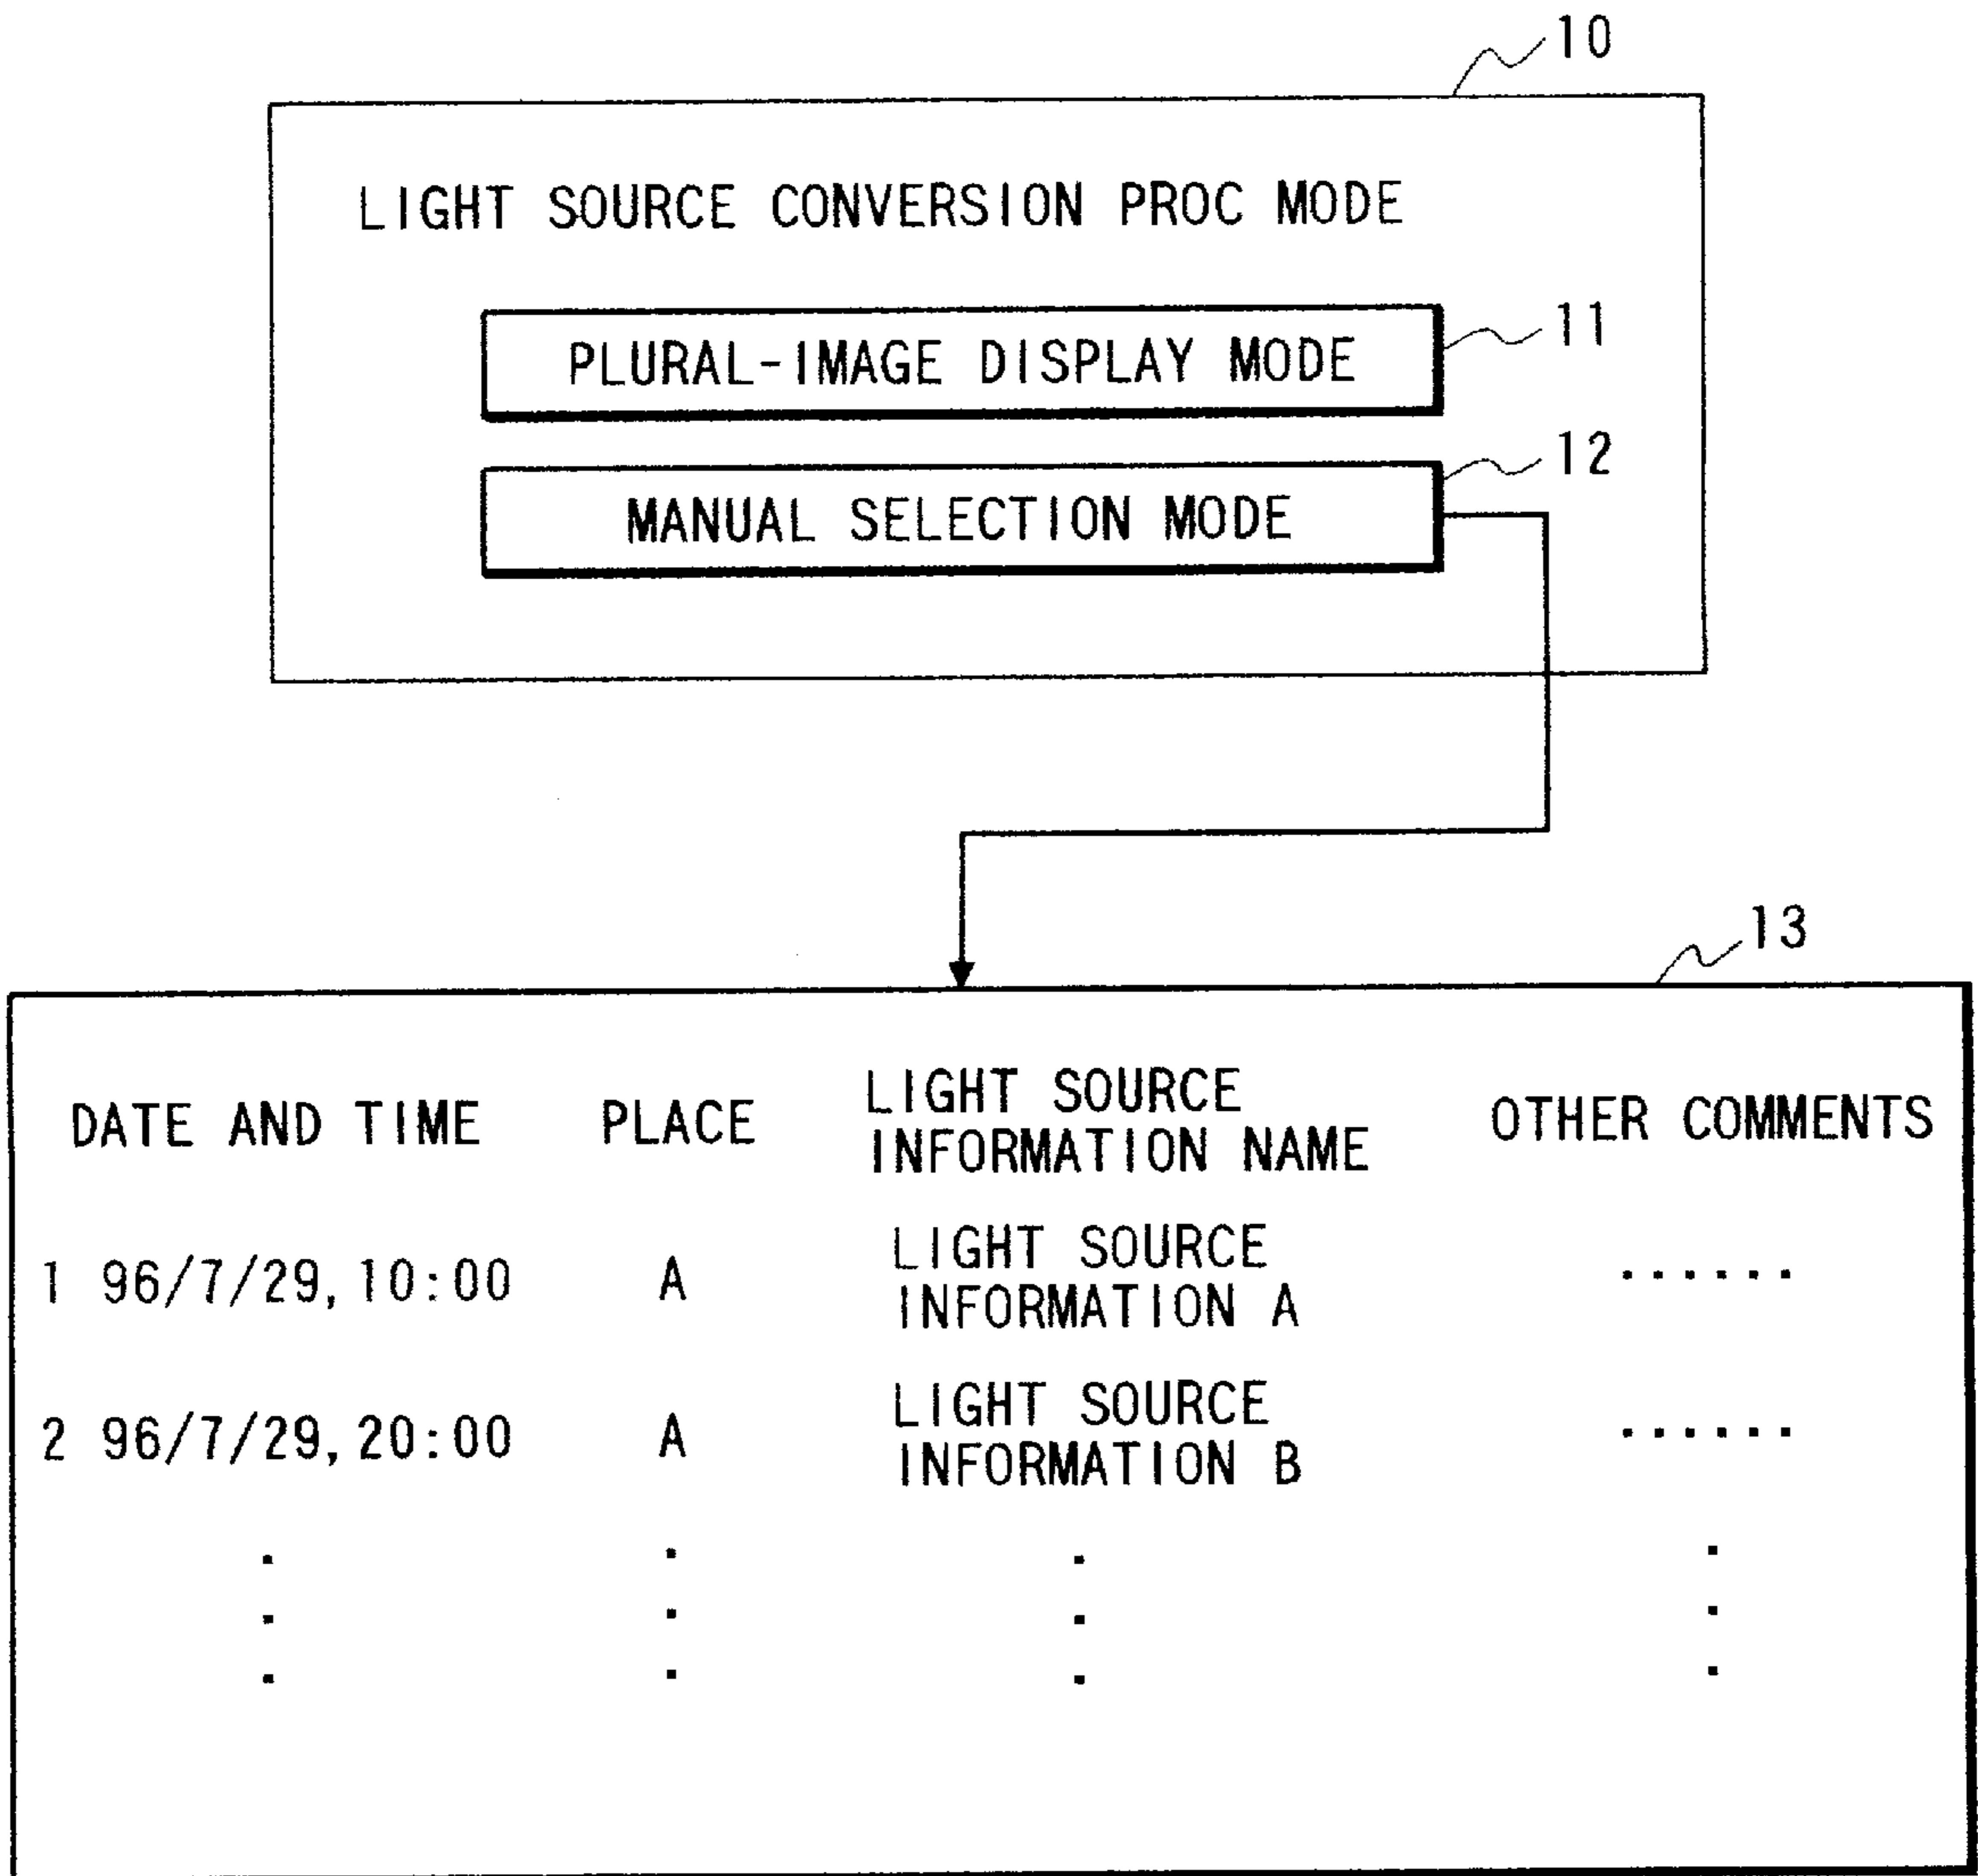 10
LIGHT SOURCE CONVERSION PROC MODE
PLURAL-IMAGE DISPLAY MODE
11
MANUAL SELECTION MODE
12
13
DATE AND TIME PLACE LIGHT SOURCE INFORMATION NAME OTHER COMMENTS
1 96/7/29, 10:00 A LIGHT SOURCE INFORMATION A ......
2 96/7/29, 20:00 A LIGHT SOURCE INFORMATION B ......
. . . .
. . . .
. . . .